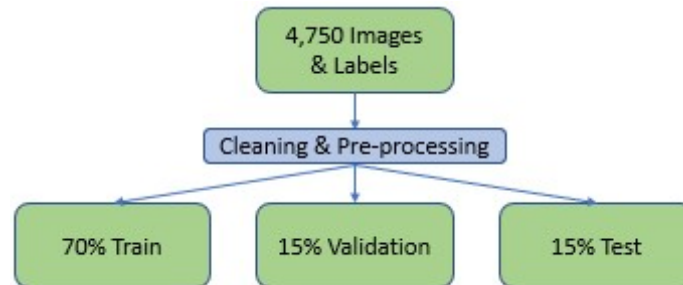 4,750 Images
& Labels
Cleaning & Pre-processing
70% Train
15% Validation
15% Test